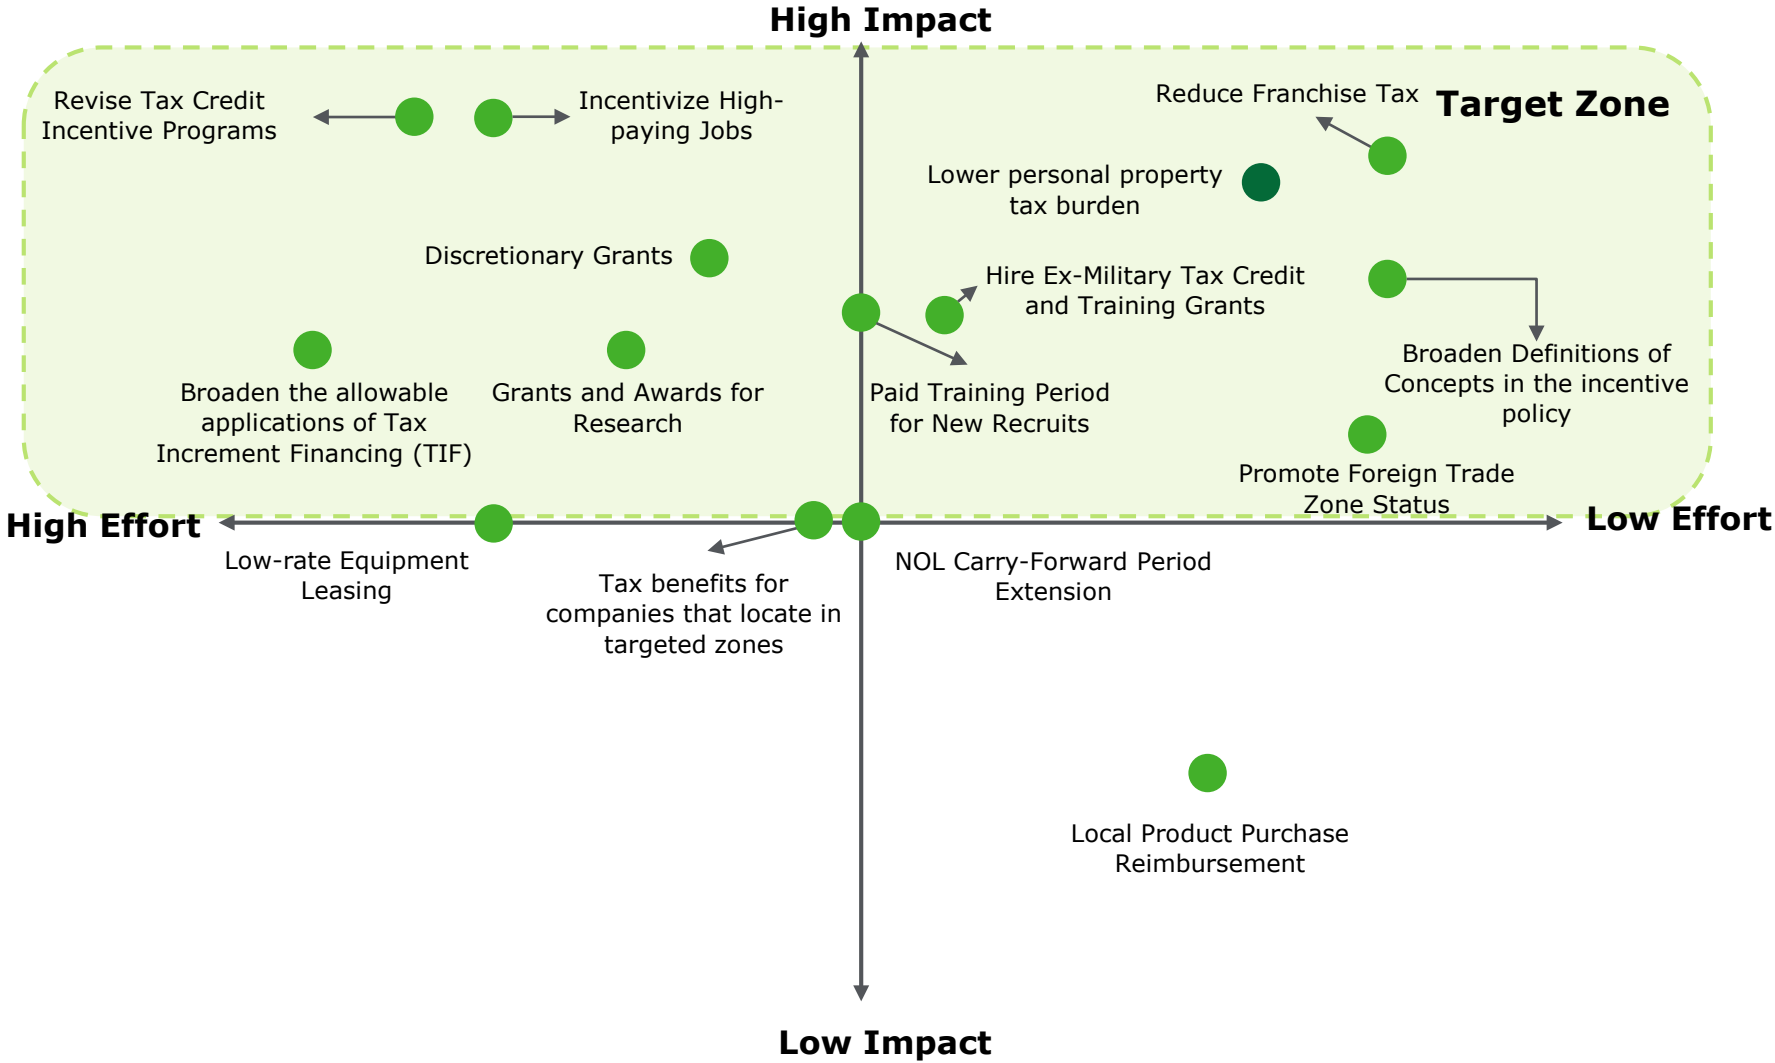 High Impact
Revise Tax Credit
Incentive Programs
Incentivize High-
paying Jobs
Reduce Franchise Tax
Target Zone
Lower personal property
tax burden
Discretionary Grants
Hire Ex-Military Tax Credit
and Training Grants
Broaden Definitions of
Concepts in the incentive
policy
Broaden the allowable
applications of Tax
Increment Financing (TIF)
Grants and Awards for
Research
Paid Training Period
for New Recruits
Promote Foreign Trade
Zone Status
High Effort
Low Effort
Low-rate Equipment
Leasing
Tax benefits for
companies that locate in
targeted zones
NOL Carry-Forward Period
Extension
Local Product Purchase
Reimbursement
Low Impact